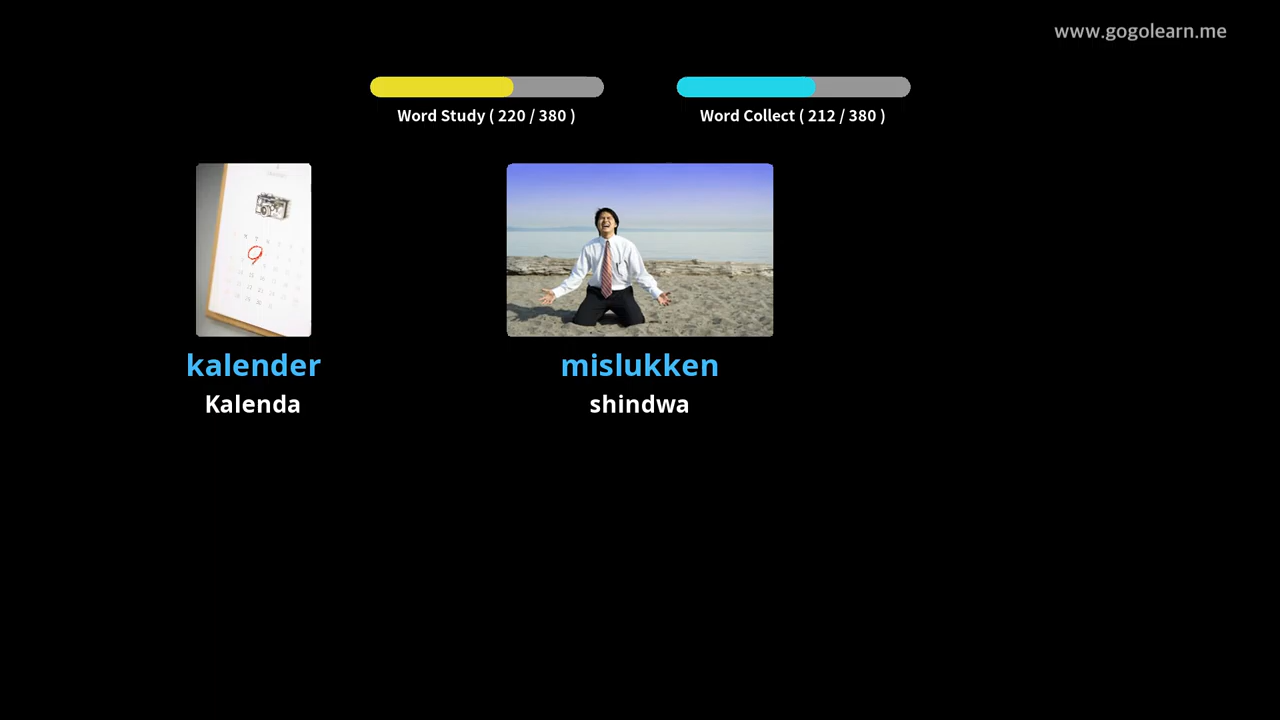 www.gogolearn.me
Word Study ( 220 / 380 )
Word Collect ( 212 / 380 )
kalender
Kalenda
mislukken
shindwa